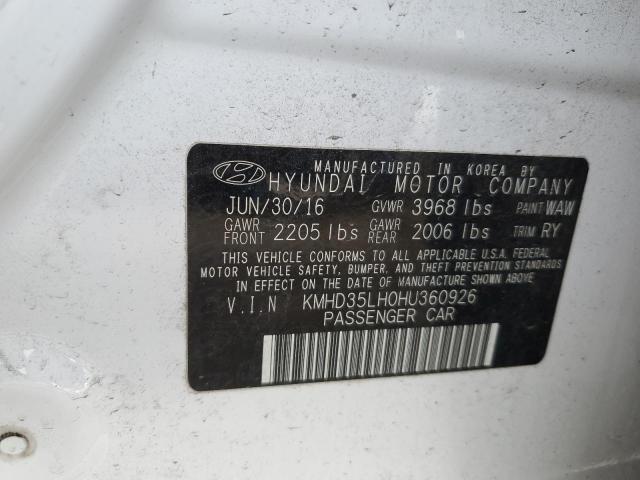 MANUFACTURED IN KOREA BY
HYUNDAI MOTOR COMPANY
JUN/30/16 GVWR 3968 lbs PAINT WAW
GAWR FRONT 2205 lbs GAWR REAR 2006 lbs TRIM RY
THIS VEHICLE CONFORMS TO ALL APPLICABLE U.S.A. FEDERAL
MOTOR VEHICLE SAFETY, BUMPER, AND THEFT PREVENTION STANDARDS
IN EFFECT ON THE DATE OF MANUFACTURE SHOWN ABOVE.
V.I.N KMHD35LH0HU360926
PASSENGER CAR